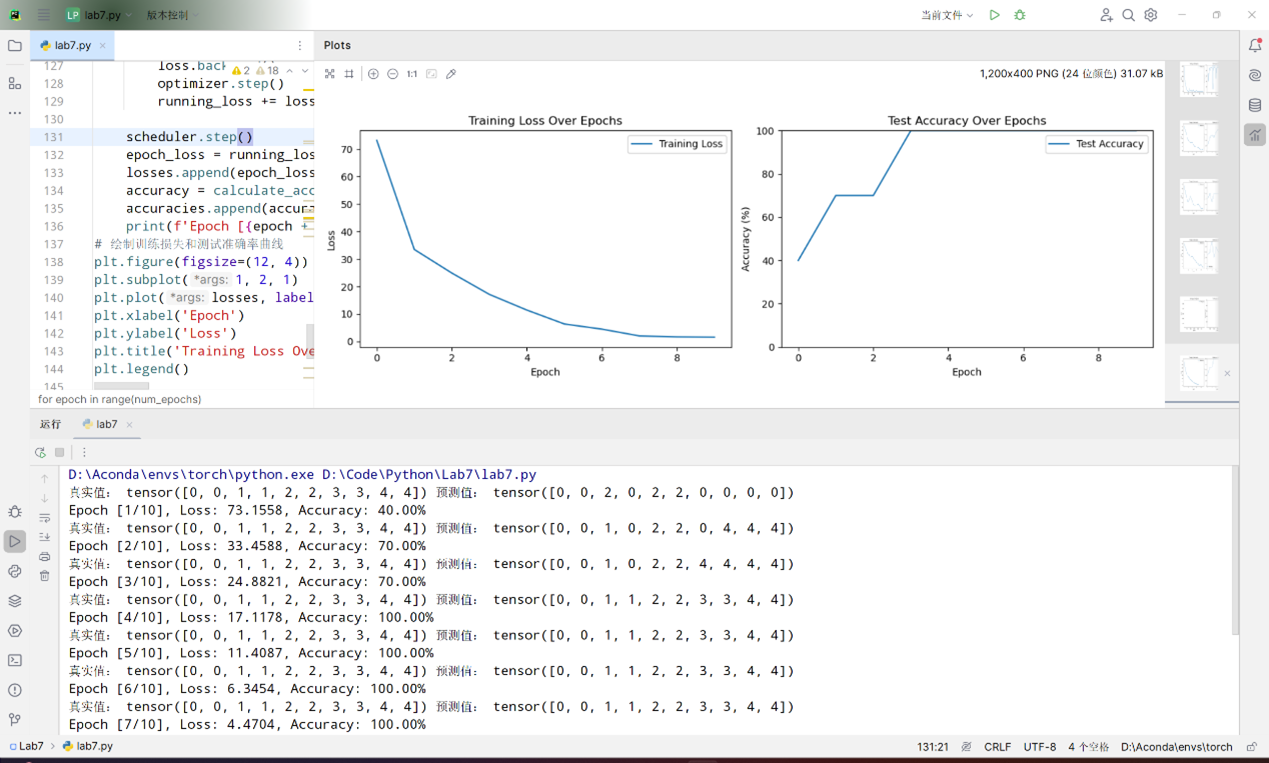 LP lab7.py 版本控制 当前文件
lab7.py
Plots
2 18
1:1
1,200x400 PNG (24 位颜色) 31.07 kB
127 loss.bac
128 optimizer.step()
129 running_loss += loss
130
131 scheduler.step()
132 epoch_loss = running_los
133 losses.append(epoch_loss
134 accuracy = calculate_acc
135 accuracies.append(accur
136 print(f'Epoch [{epoch +
137 # 绘制训练损失和测试准确率曲线
138 plt.figure(figsize=(12, 4))
139 plt.subplot( *args: 1, 2, 1)
140 plt.plot( *args: losses, label
141 plt.xlabel('Epoch')
142 plt.ylabel('Loss')
143 plt.title('Training Loss Ove
144 plt.legend()
145
for epoch in range(num_epochs)
Training Loss Over Epochs
Training Loss
70
60
50
40
30
20
10
0
Loss
0 2 4 6 8
Epoch
Test Accuracy Over Epochs
Test Accuracy
100
80
60
40
20
0
Accuracy (%)
0 2 4 6 8
Epoch
运行 lab7
D:\Aconda\envs\torch\python.exe D:\Code\Python\Lab7\lab7.py
真实值： tensor([0, 0, 1, 1, 2, 2, 3, 3, 4, 4]) 预测值： tensor([0, 0, 2, 0, 2, 2, 0, 0, 0, 0])
Epoch [1/10], Loss: 73.1558, Accuracy: 40.00%
真实值： tensor([0, 0, 1, 1, 2, 2, 3, 3, 4, 4]) 预测值： tensor([0, 0, 1, 0, 2, 2, 0, 4, 4, 4])
Epoch [2/10], Loss: 33.4588, Accuracy: 70.00%
真实值： tensor([0, 0, 1, 1, 2, 2, 3, 3, 4, 4]) 预测值： tensor([0, 0, 1, 0, 2, 2, 4, 4, 4, 4])
Epoch [3/10], Loss: 24.8821, Accuracy: 70.00%
真实值： tensor([0, 0, 1, 1, 2, 2, 3, 3, 4, 4]) 预测值： tensor([0, 0, 1, 1, 2, 2, 3, 3, 4, 4])
Epoch [4/10], Loss: 17.1178, Accuracy: 100.00%
真实值： tensor([0, 0, 1, 1, 2, 2, 3, 3, 4, 4]) 预测值： tensor([0, 0, 1, 1, 2, 2, 3, 3, 4, 4])
Epoch [5/10], Loss: 11.4087, Accuracy: 100.00%
真实值： tensor([0, 0, 1, 1, 2, 2, 3, 3, 4, 4]) 预测值： tensor([0, 0, 1, 1, 2, 2, 3, 3, 4, 4])
Epoch [6/10], Loss: 6.3454, Accuracy: 100.00%
真实值： tensor([0, 0, 1, 1, 2, 2, 3, 3, 4, 4]) 预测值： tensor([0, 0, 1, 1, 2, 2, 3, 3, 4, 4])
Epoch [7/10], Loss: 4.4704, Accuracy: 100.00%
Lab7 > lab7.py 131:21 CRLF UTF-8 4 个空格 D:\Aconda\envs\torch